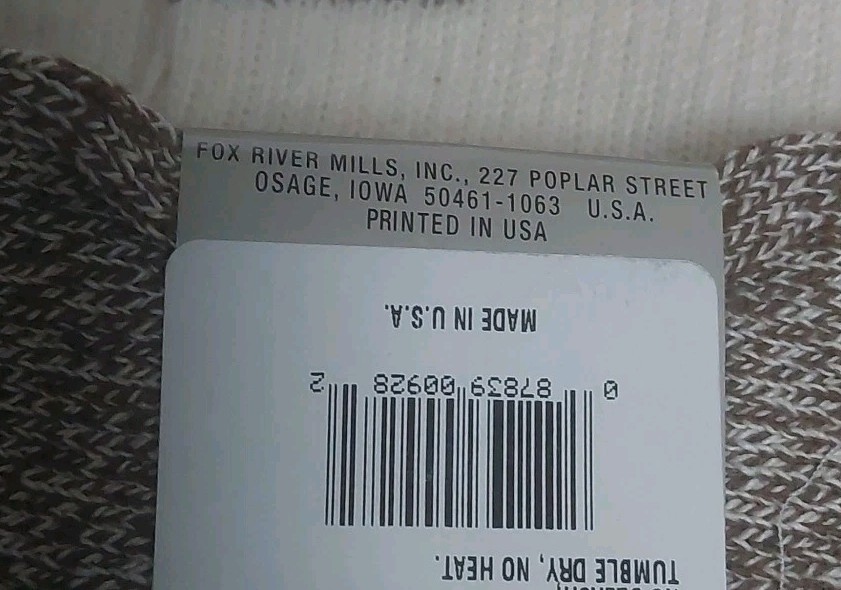 FOX RIVER MILLS, INC., 227 POPLAR STREET
OSAGE, IOWA 50461-1063 U.S.A.
PRINTED IN USA
TUMBLE DRY, NO HEAT.
0 87839 00928 2
MADE IN U.S.A.